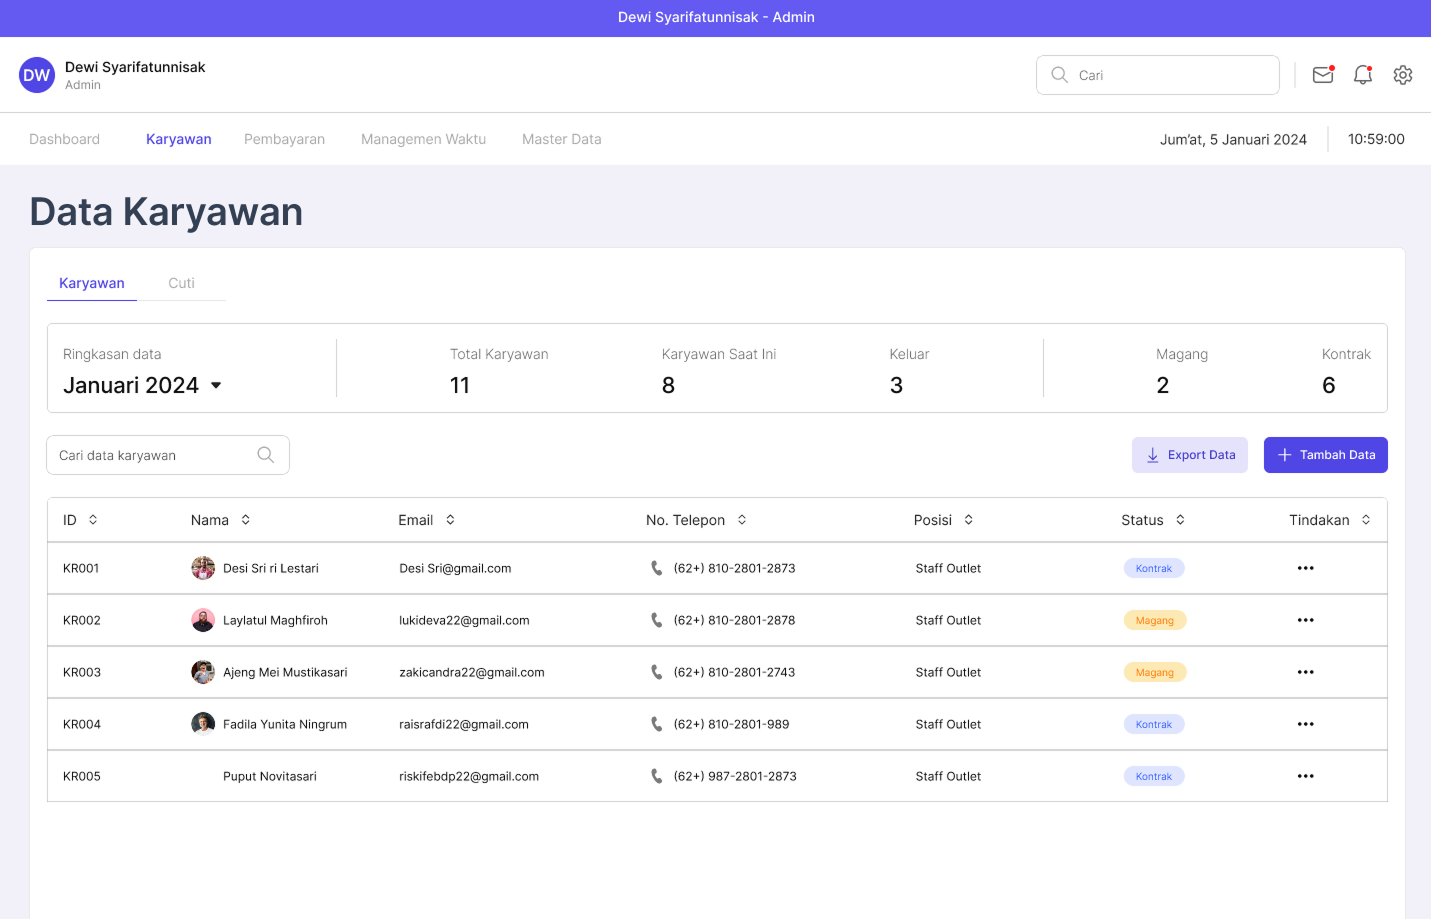 Dewi Syarifatunnisak - Admin
DW
Dewi Syarifatunnisak
Admin
Cari
Dashboard Karyawan Pembayaran Managemen Waktu Master Data Jum'at, 5 Januari 2024 10:59:00
Data Karyawan
Karyawan Cuti
Ringkasan data Total Karyawan Karyawan Saat Ini Keluar Magang Kontrak
Januari 2024 11 8 3 2 6
Cari data karyawan Export Data Tambah Data
ID Nama Email No. Telepon Posisi Status Tindakan
KR001 Desi Sri ri Lestari Desi Sri@gmail.com (62+) 810-2801-2873 Staff Outlet Kontrak
KR002 Laylatul Maghfiroh lukideva22@gmail.com (62+) 810-2801-2878 Staff Outlet Magang
KR003 Ajeng Mei Mustikasari zakicandra22@gmail.com (62+) 810-2801-2743 Staff Outlet Magang
KR004 Fadila Yunita Ningrum raisrafdi22@gmail.com (62+) 810-2801-989 Staff Outlet Kontrak
KR005 Puput Novitasari riskifebdp22@gmail.com (62+) 987-2801-2873 Staff Outlet Kontrak